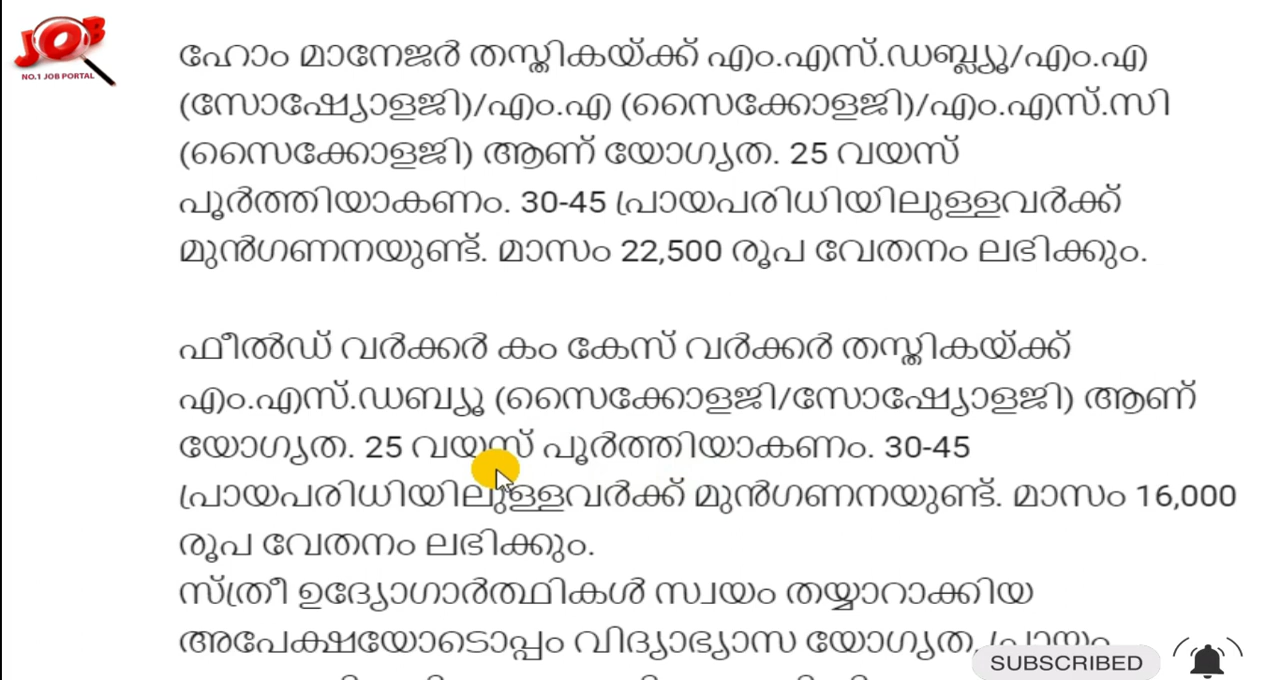 JOB
NO.1 JOB PORTAL
ഹോം മാനേജർ തസ്തികയ്ക്ക് എം.എസ്.ഡബ്ല്യൂ/എം.എ
(സോഷ്യോളജി)/എം.എ (സൈക്കോളജി)/എം.എസ്.സി
(സൈക്കോളജി) ആണ് യോഗ്യത. 25 വയസ്
പൂർത്തിയാകണം. 30-45 പ്രായപരിധിയിലുള്ളവർക്ക്
മുൻഗണനയുണ്ട്. മാസം 22,500 രൂപ വേതനം ലഭിക്കും.
ഫീൽഡ് വർക്കർ കം കേസ് വർക്കർ തസ്തികയ്ക്ക്
എം.എസ്.ഡബ്യൂ (സൈക്കോളജി/സോഷ്യോളജി) ആണ്
യോഗ്യത. 25 വയസ് പൂർത്തിയാകണം. 30-45
പ്രായപരിധിയിലുള്ളവർക്ക് മുൻഗണനയുണ്ട്. മാസം 16,000
രൂപ വേതനം ലഭിക്കും.
സ്ത്രീ ഉദ്യോഗാർത്ഥികൾ സ്വയം തയ്യാറാക്കിയ
അപേക്ഷയോടൊപ്പം വിദ്യാഭ്യാസ യോഗ്യത, പ്രായം
SUBSCRIBED